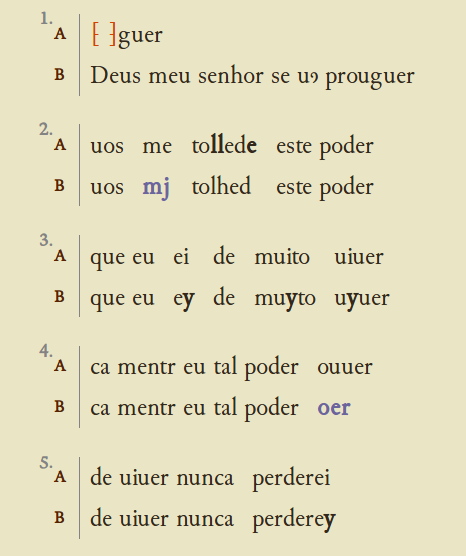 1.
A [ ]guer
B Deus meu senhor se uꝯ prouguer
2.
A uos me tollede este poder
B uos mj tolhed este poder
3.
A que eu ei de muito uiuer
B que eu ey de muyto uyuer
4.
A ca mentr eu tal poder ouuer
B ca mentr eu tal poder oer
5.
A de uiuer nunca perderei
B de uiuer nunca perderey